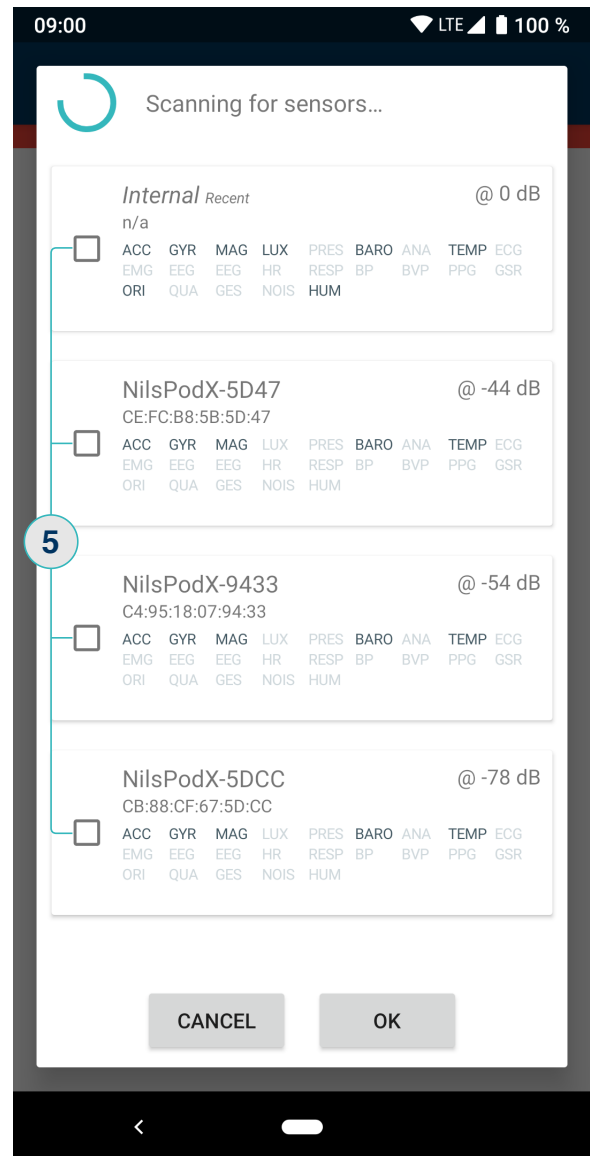 09:00 LTE 100 %
Scanning for sensors...
Internal Recent @ 0 dB
n/a
ACC GYR MAG LUX PRES BARO ANA TEMP ECG
EMG EEG EEG HR RESP BP BVP PPG GSR
ORI QUA GES NOIS HUM
NilsPodX-5D47 @ -44 dB
CE:FC:B8:5B:5D:47
ACC GYR MAG LUX PRES BARO ANA TEMP ECG
EMG EEG EEG HR RESP BP BVP PPG GSR
ORI QUA GES NOIS HUM
5
NilsPodX-9433 @ -54 dB
C4:95:18:07:94:33
ACC GYR MAG LUX PRES BARO ANA TEMP ECG
EMG EEG EEG HR RESP BP BVP PPG GSR
ORI QUA GES NOIS HUM
NilsPodX-5DCC @ -78 dB
CB:88:CF:67:5D:CC
ACC GYR MAG LUX PRES BARO ANA TEMP ECG
EMG EEG EEG HR RESP BP BVP PPG GSR
ORI QUA GES NOIS HUM
CANCEL OK